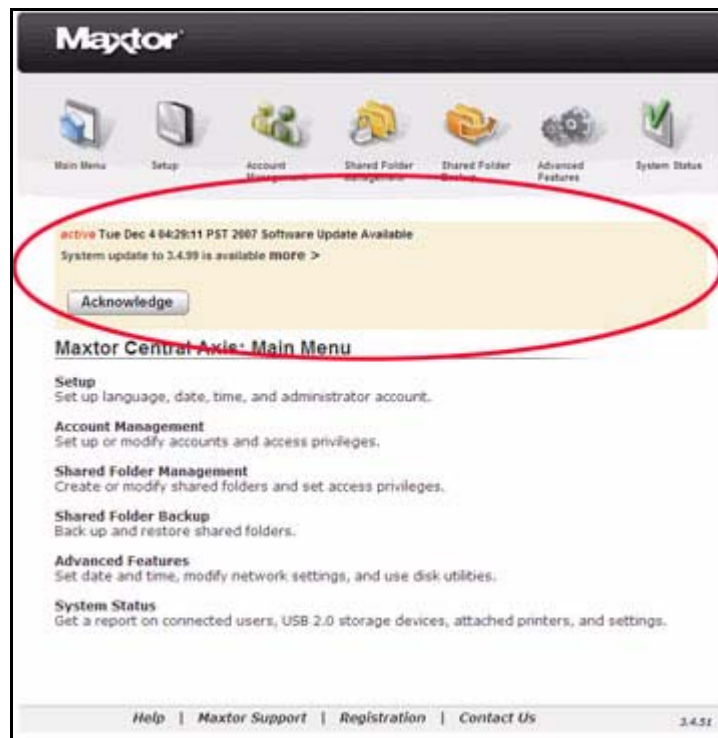 Maxtor
Main Menu
Setup
Account Management
Shared Folder Management
Shared Folder Backup
Advanced Features
System Status
active Tue Dec 4 04:29:11 PST 2007 Software Update Available
System update to 3.4.99 is available more >
Acknowledge
Maxtor Central Axis: Main Menu
Setup
Set up language, date, time, and administrator account.
Account Management
Set up or modify accounts and access privileges.
Shared Folder Management
Create or modify shared folders and set access privileges.
Shared Folder Backup
Back up and restore shared folders.
Advanced Features
Set date and time, modify network settings, and use disk utilities.
System Status
Get a report on connected users, USB 2.0 storage devices, attached printers, and settings.
Help | Maxtor Support | Registration | Contact Us
3.4.51